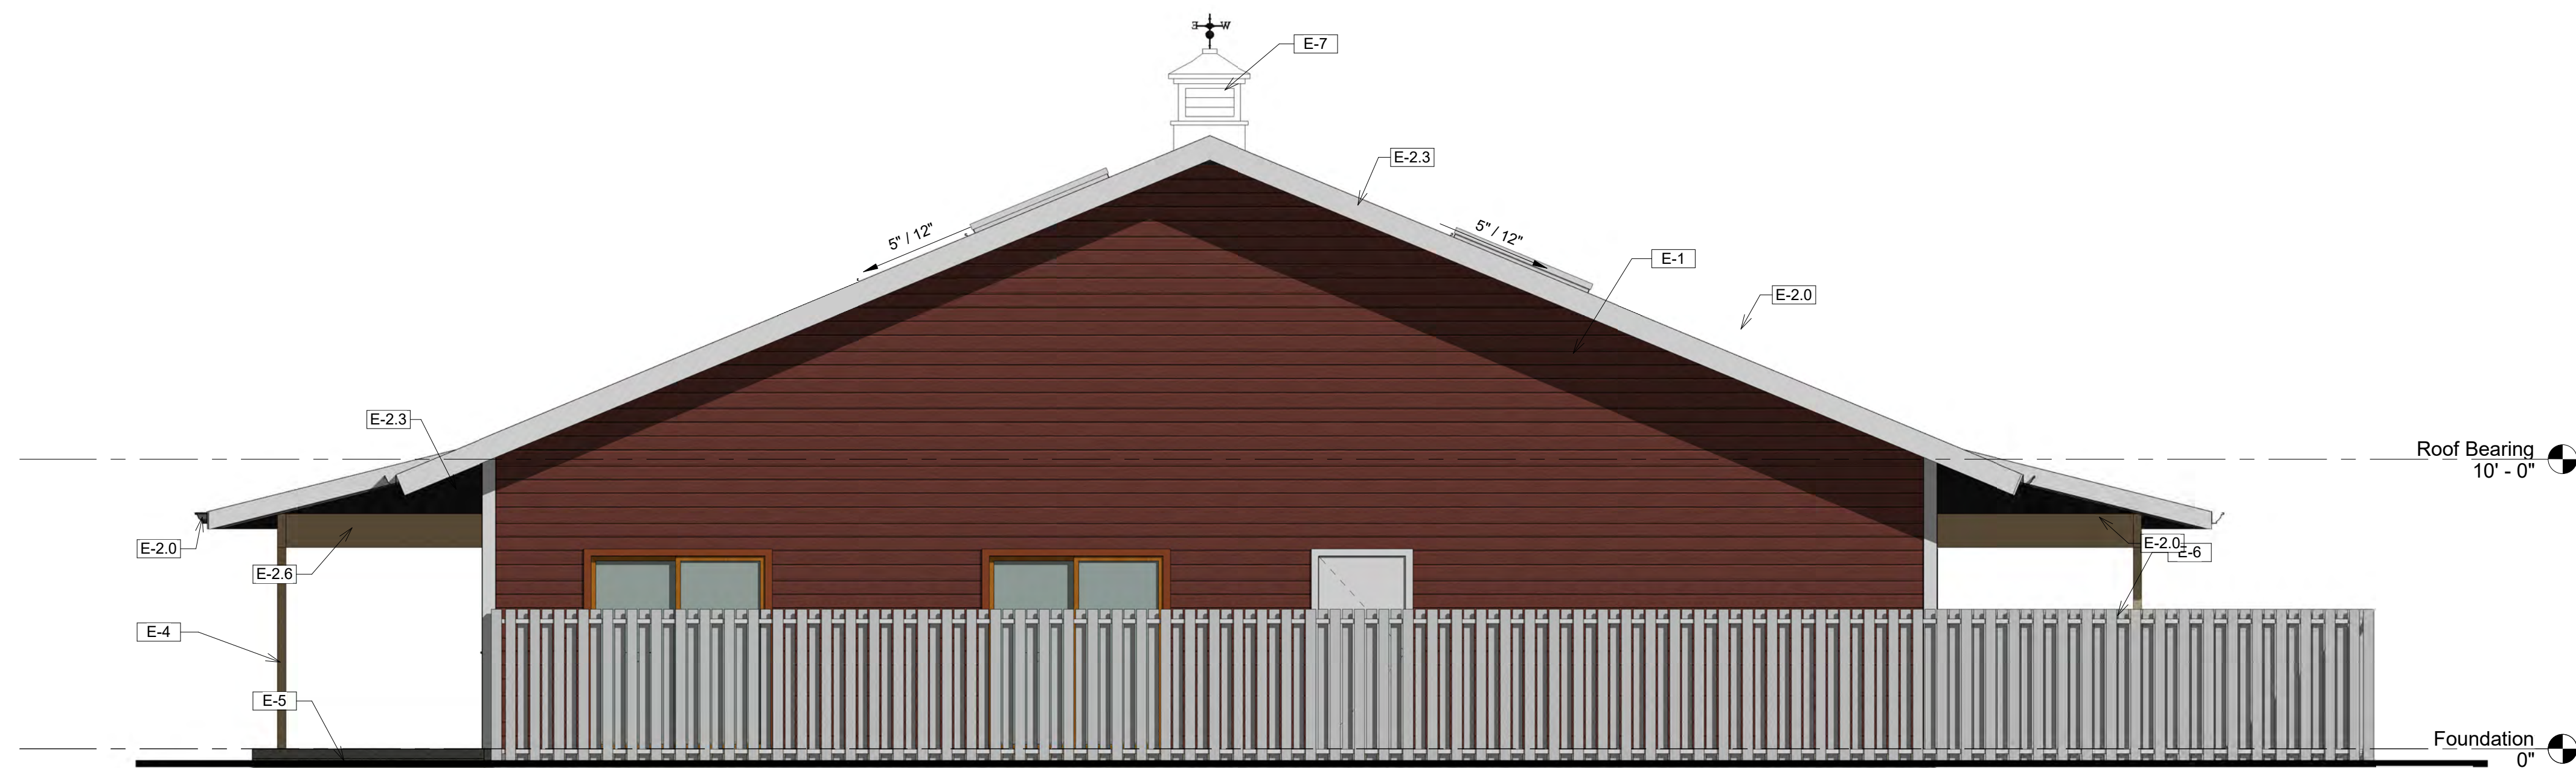 E W
E-7
E-2.3
5" / 12"
5" / 12"
E-1
E-2.0
E-2.3
Roof Bearing
10' - 0"
E-2.0
E-2.0
E-6
E-2.6
E-4
E-5
Foundation
0"